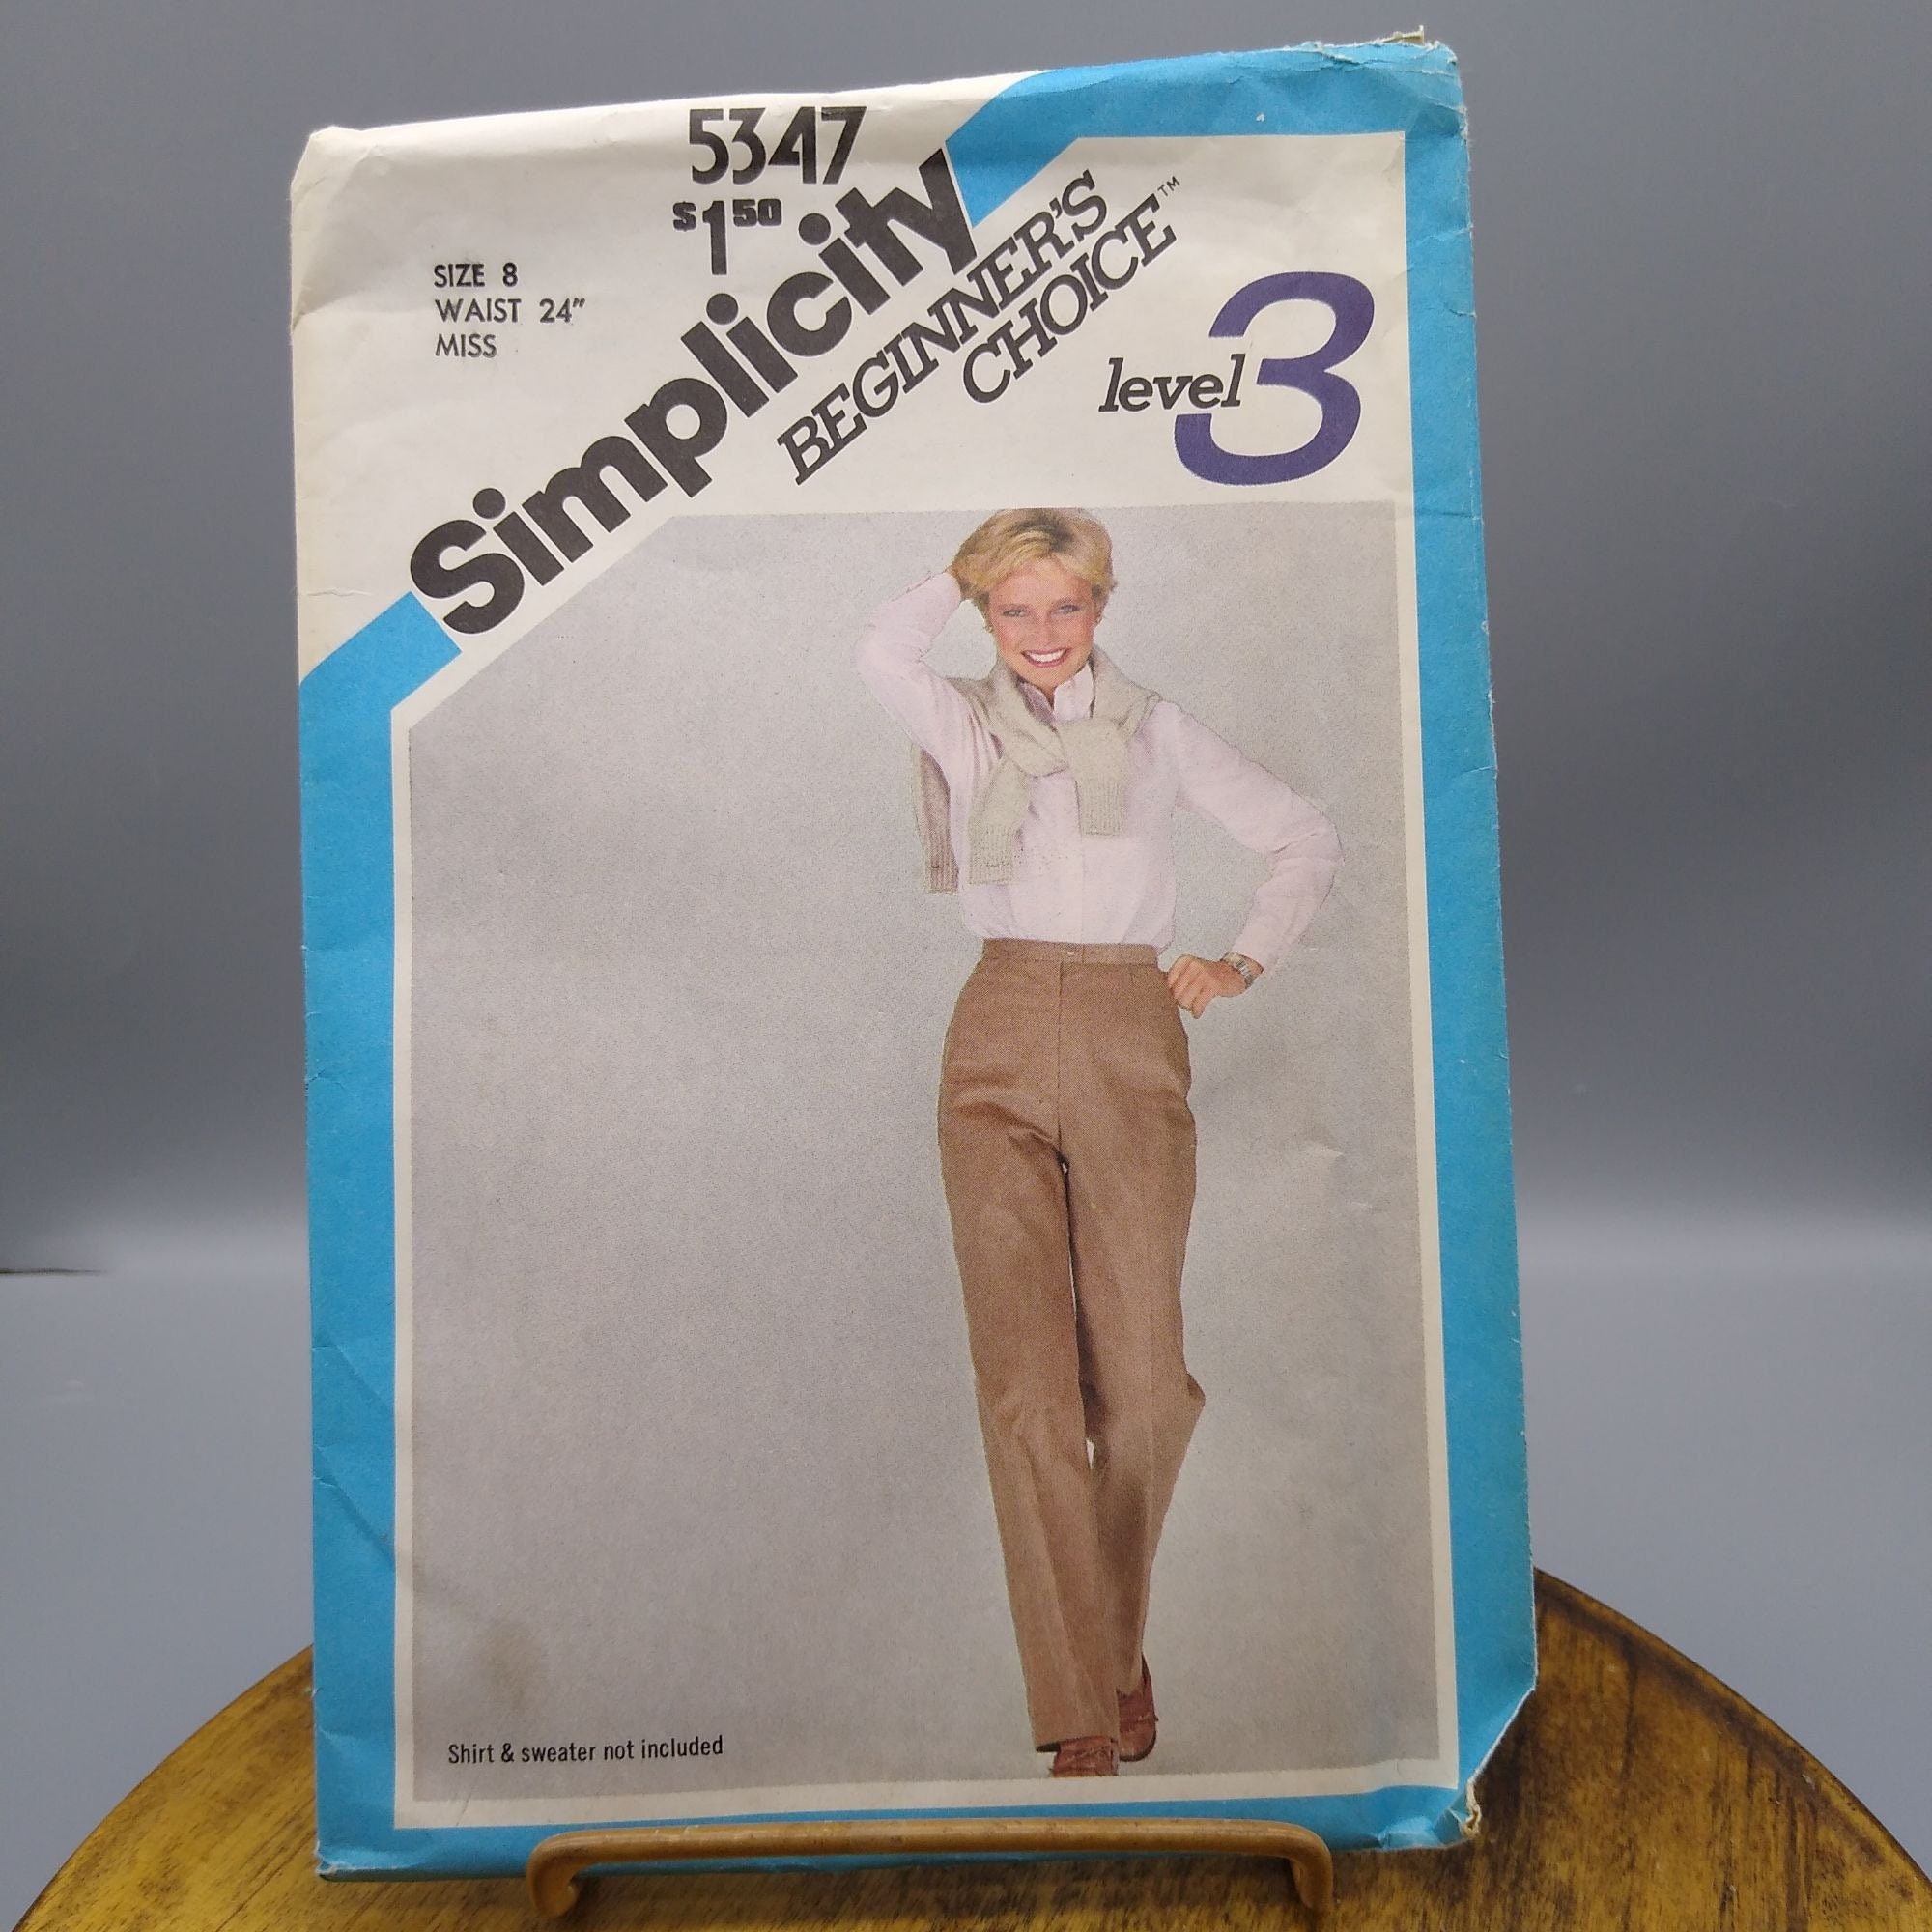 5347
$1.50
SIZE 8
WAIST 24"
MISS
Simplicity
BEGINNER'S
CHOICE™
level 3
Shirt & sweater not included